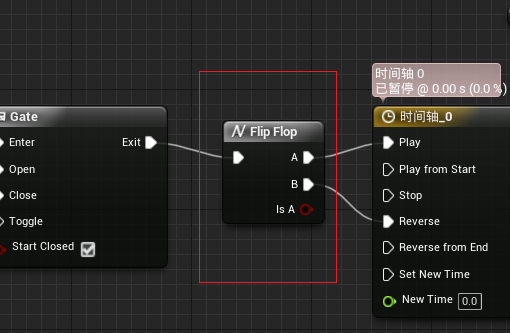 时间轴 0
已暂停 @ 0.00 s (0.0 %)
Gate
Enter
Exit
Open
Close
Toggle
Start Closed
Flip Flop
A
B
Is A
时间轴_0
Play
Play from Start
Stop
Reverse
Reverse from End
Set New Time
New Time 0.0